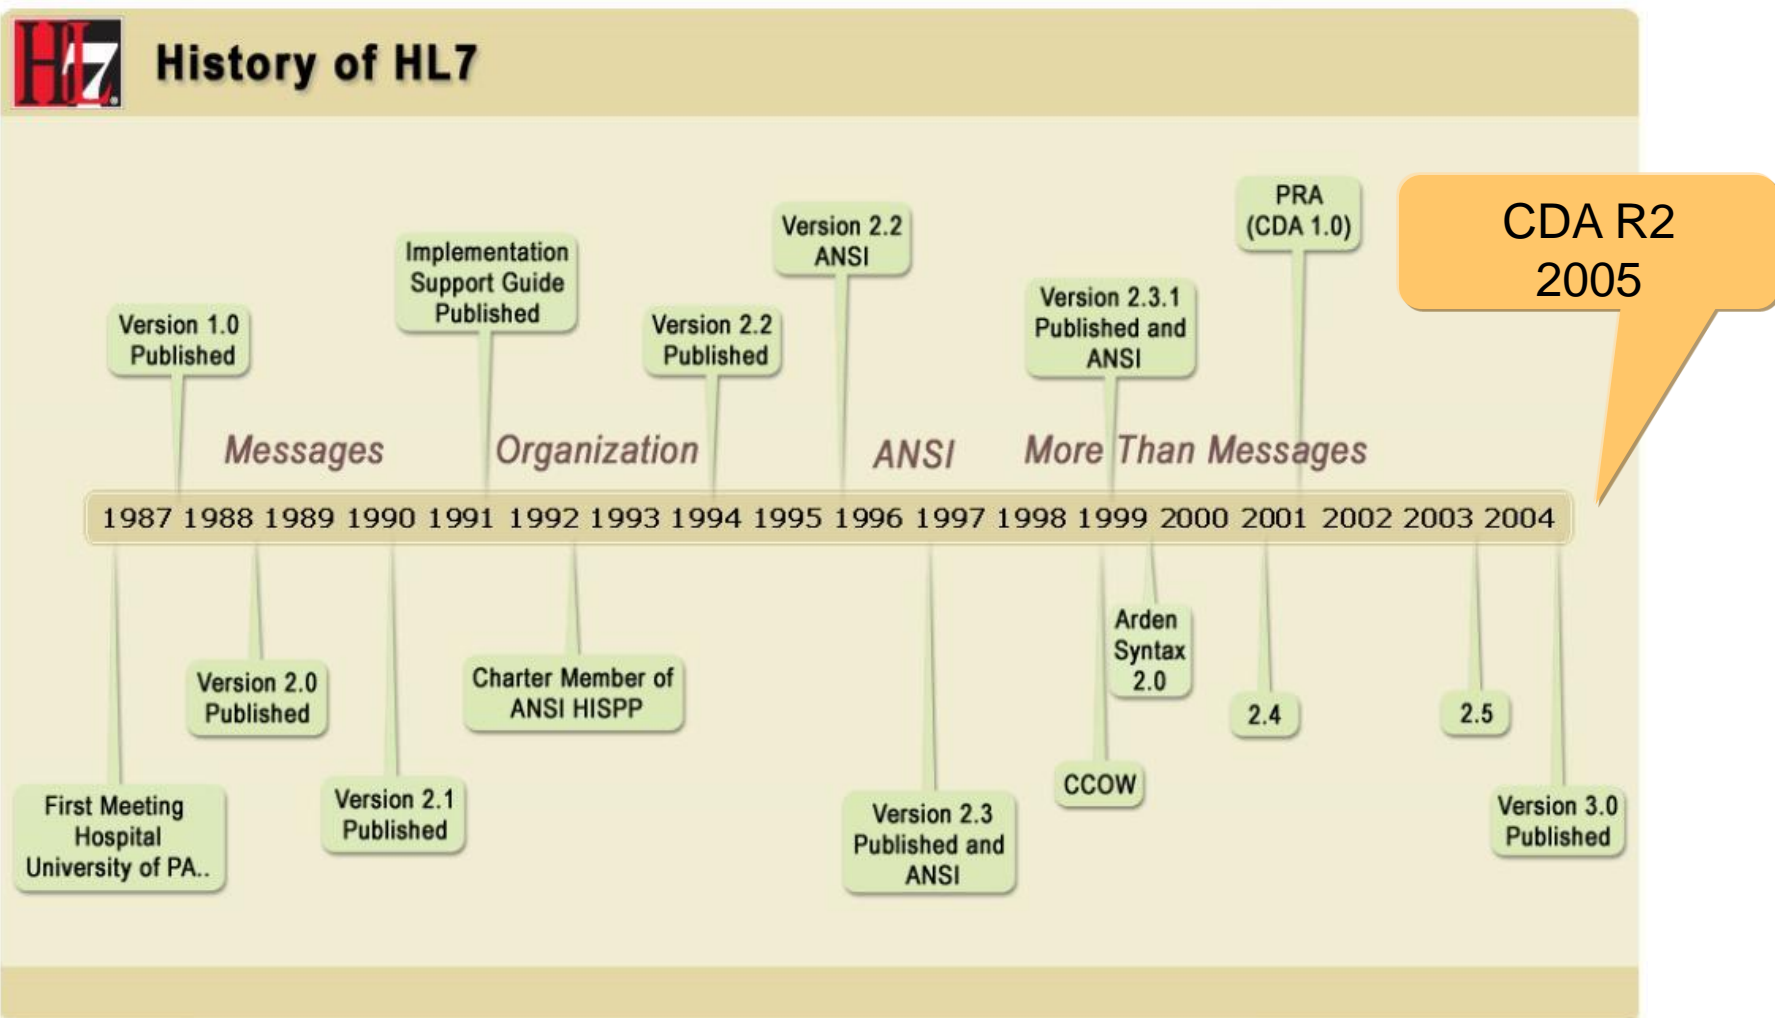 HL7
History of HL7
CDA R2
2005
PRA
(CDA 1.0)
Version 2.2
ANSI
Implementation
Support Guide
Published
Version 2.3.1
Published and
ANSI
Version 1.0
Published
Version 2.2
Published
Messages
Organization
ANSI
More Than Messages
1987 1988 1989 1990 1991 1992 1993 1994 1995 1996 1997 1998 1999 2000 2001 2002 2003 2004
Arden
Syntax
2.0
Version 2.0
Published
Charter Member of
ANSI HISPP
2.4
2.5
CCOW
Version 2.1
Published
First Meeting
Hospital
University of PA..
Version 2.3
Published and
ANSI
Version 3.0
Published